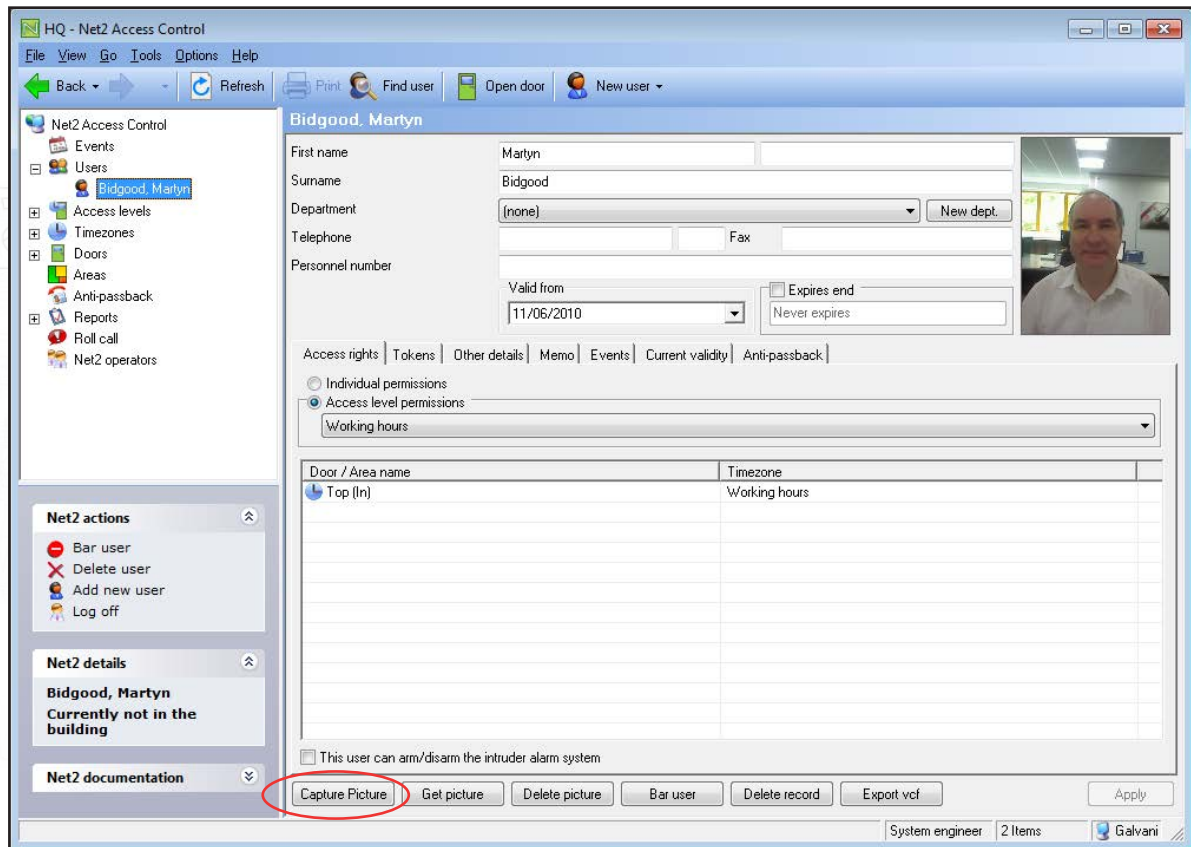 HQ - Net2 Access Control
File View Go Tools Options Help
Back Refresh Print Find user Open door New user
Net2 Access Control
Events
Users
Bidgood, Martyn
Access levels
Timezones
Doors
Areas
Anti-passback
Reports
Roll call
Net2 operators
Net2 actions
Bar user
Delete user
Add new user
Log off
Net2 details
Bidgood, Martyn
Currently not in the
building
Net2 documentation
Bidgood, Martyn
First name Martyn
Surname Bidgood
Department (none) New dept.
Telephone Fax
Personnel number
Valid from Expires end
11/06/2010 Never expires
Access rights Tokens Other details Memo Events Current validity Anti-passback
Individual permissions
Access level permissions
Working hours
Door / Area name Timezone
Top (In) Working hours
This user can arm/disarm the intruder alarm system
Capture Picture Get picture Delete picture Bar user Delete record Export vcf Apply
System engineer 2 Items Galvani